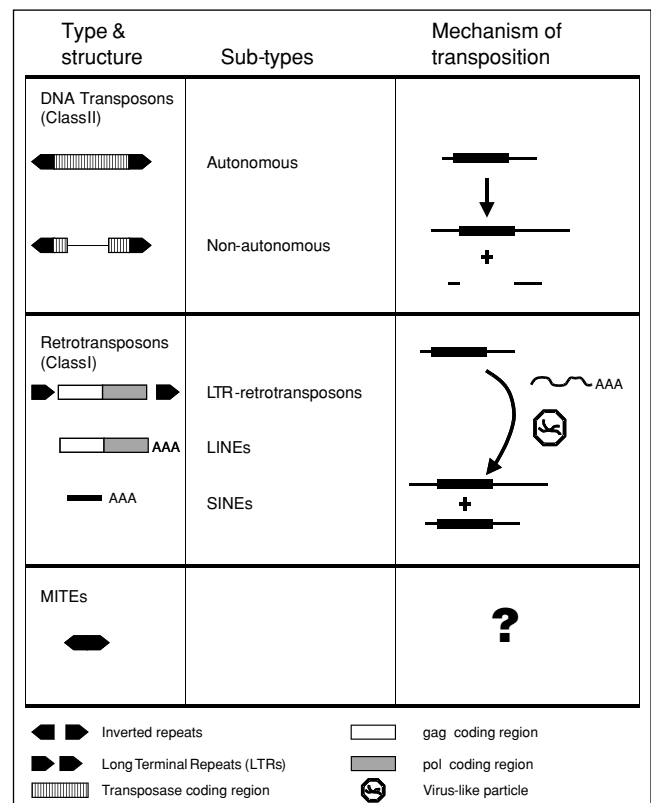 Type &
structure
Sub-types
Mechanism of
transposition
DNA Transposons
(ClassII)
Autonomous
Non-autonomous
+
Retrotransposons
(ClassI)
LTR-retrotransposons
AAA
AAA
LINEs
AAA
SINEs
+
MITEs
?
Inverted repeats
gag coding region
Long Terminal Repeats (LTRs)
pol coding region
Transposase coding region
Virus-like particle